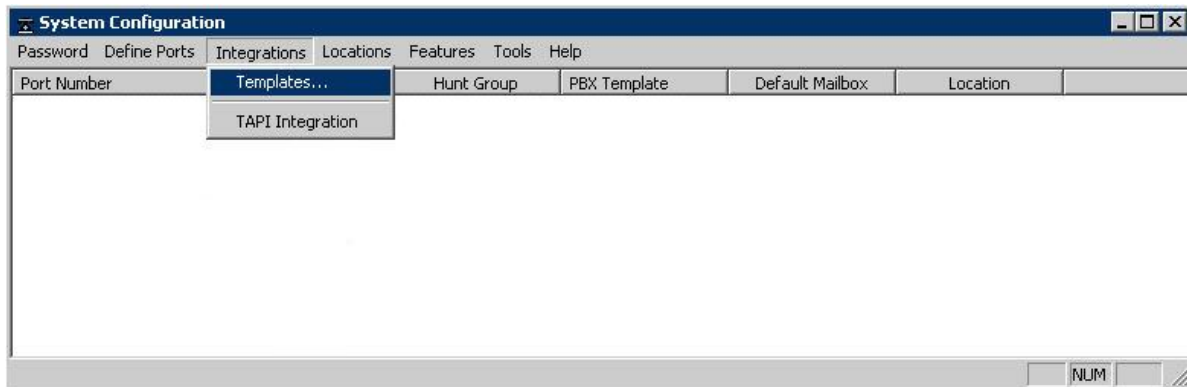 System Configuration
Password Define Ports Integrations Locations Features Tools Help
Port Number Hunt Group PBX Template Default Mailbox Location
Templates...
TAPI Integration
NUM